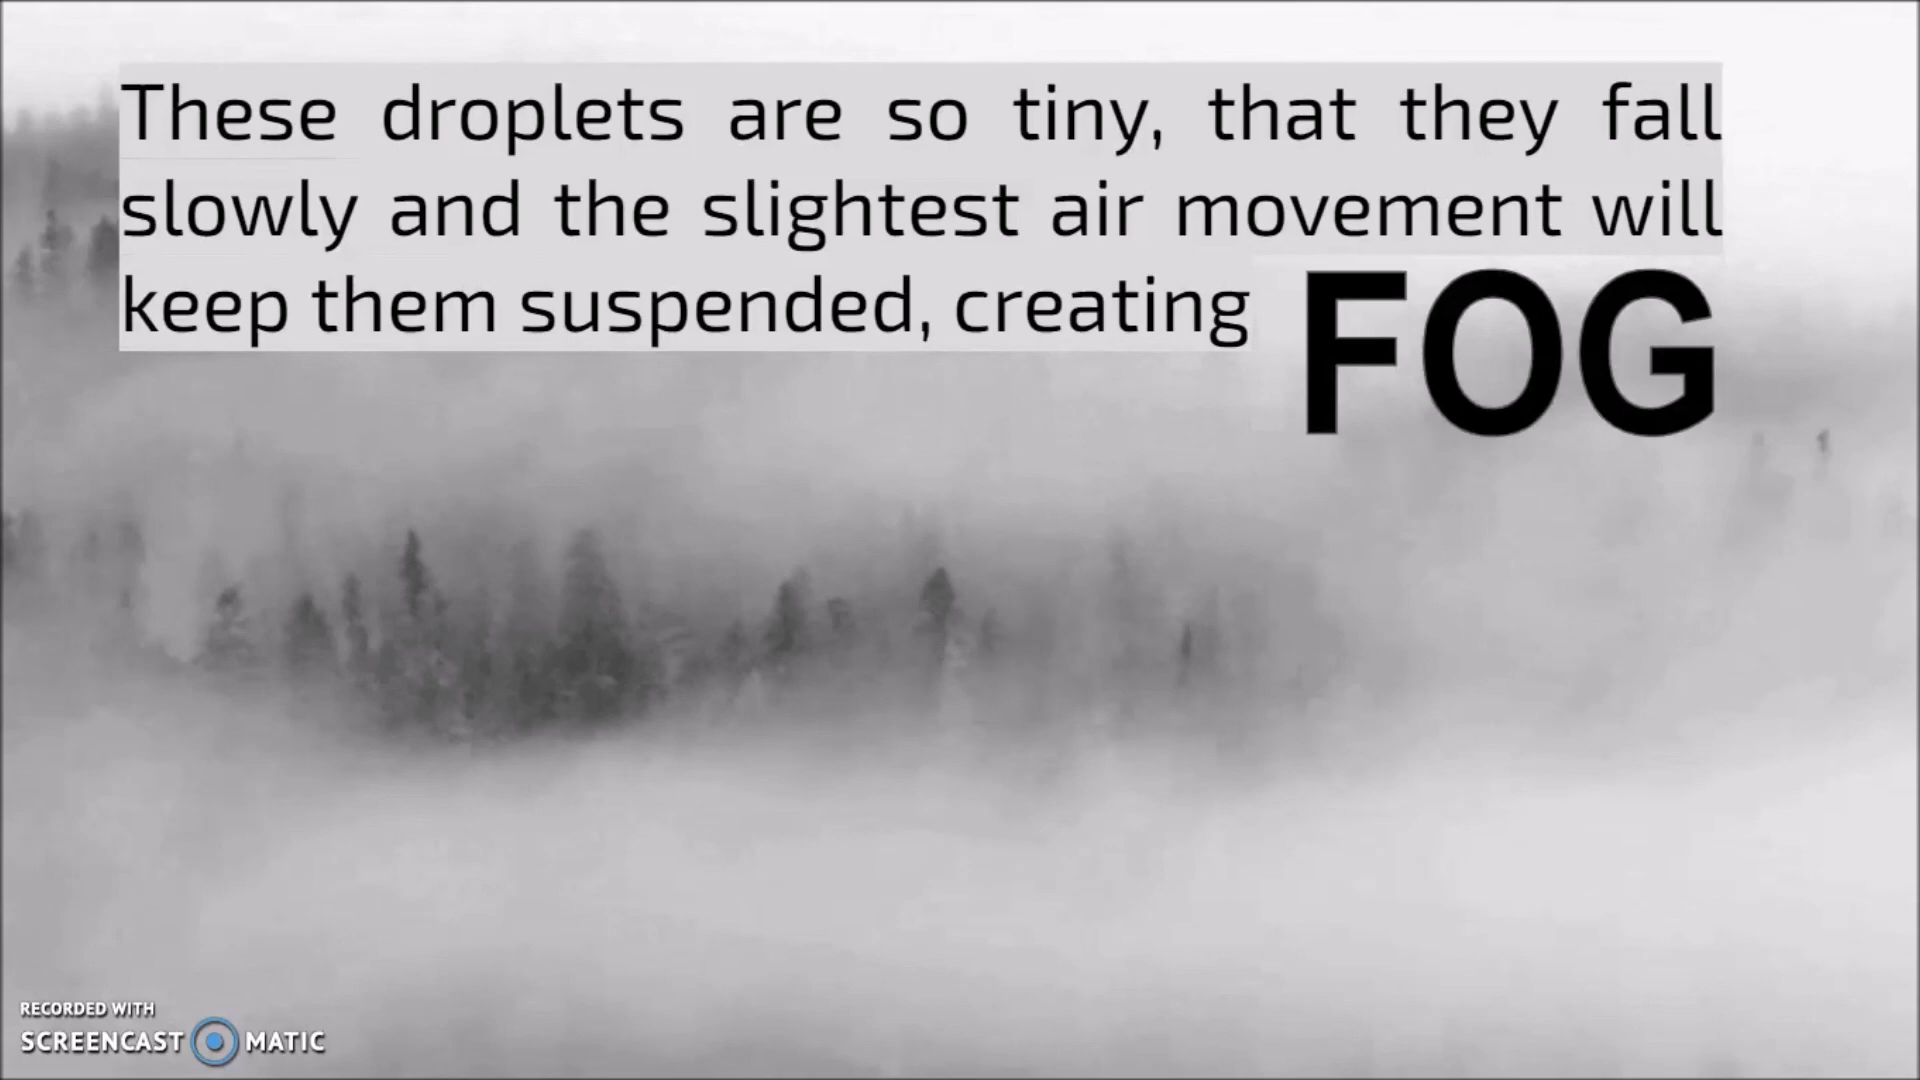 These droplets are so tiny, that they fall
slowly and the slightest air movement will
keep them suspended, creating FOG
RECORDED WITH
SCREENCAST MATIC